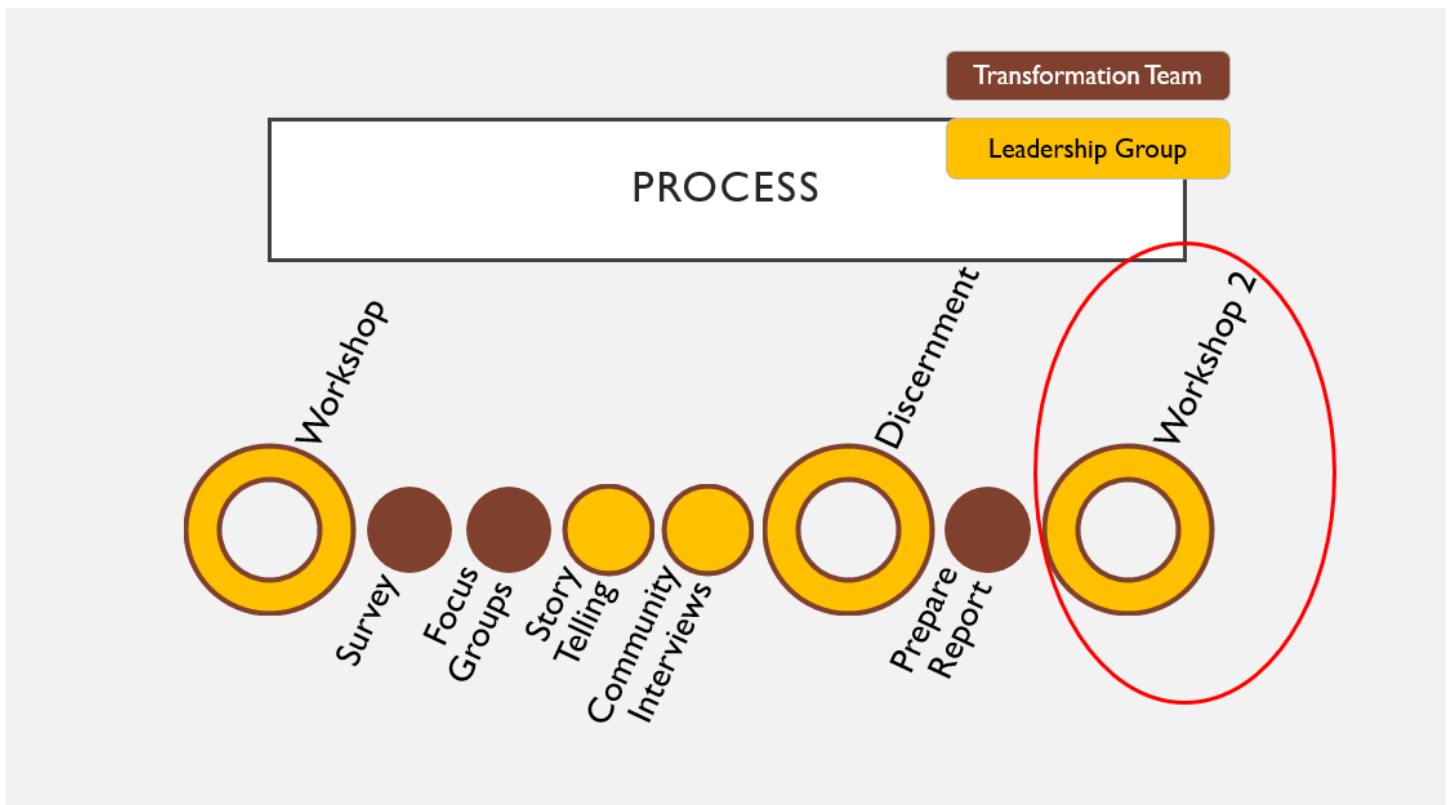 Transformation Team
Leadership Group
PROCESS
Workshop
Survey
Focus
Groups
Story
Telling
Community
Interviews
Discernment
Prepare
Report
Workshop 2